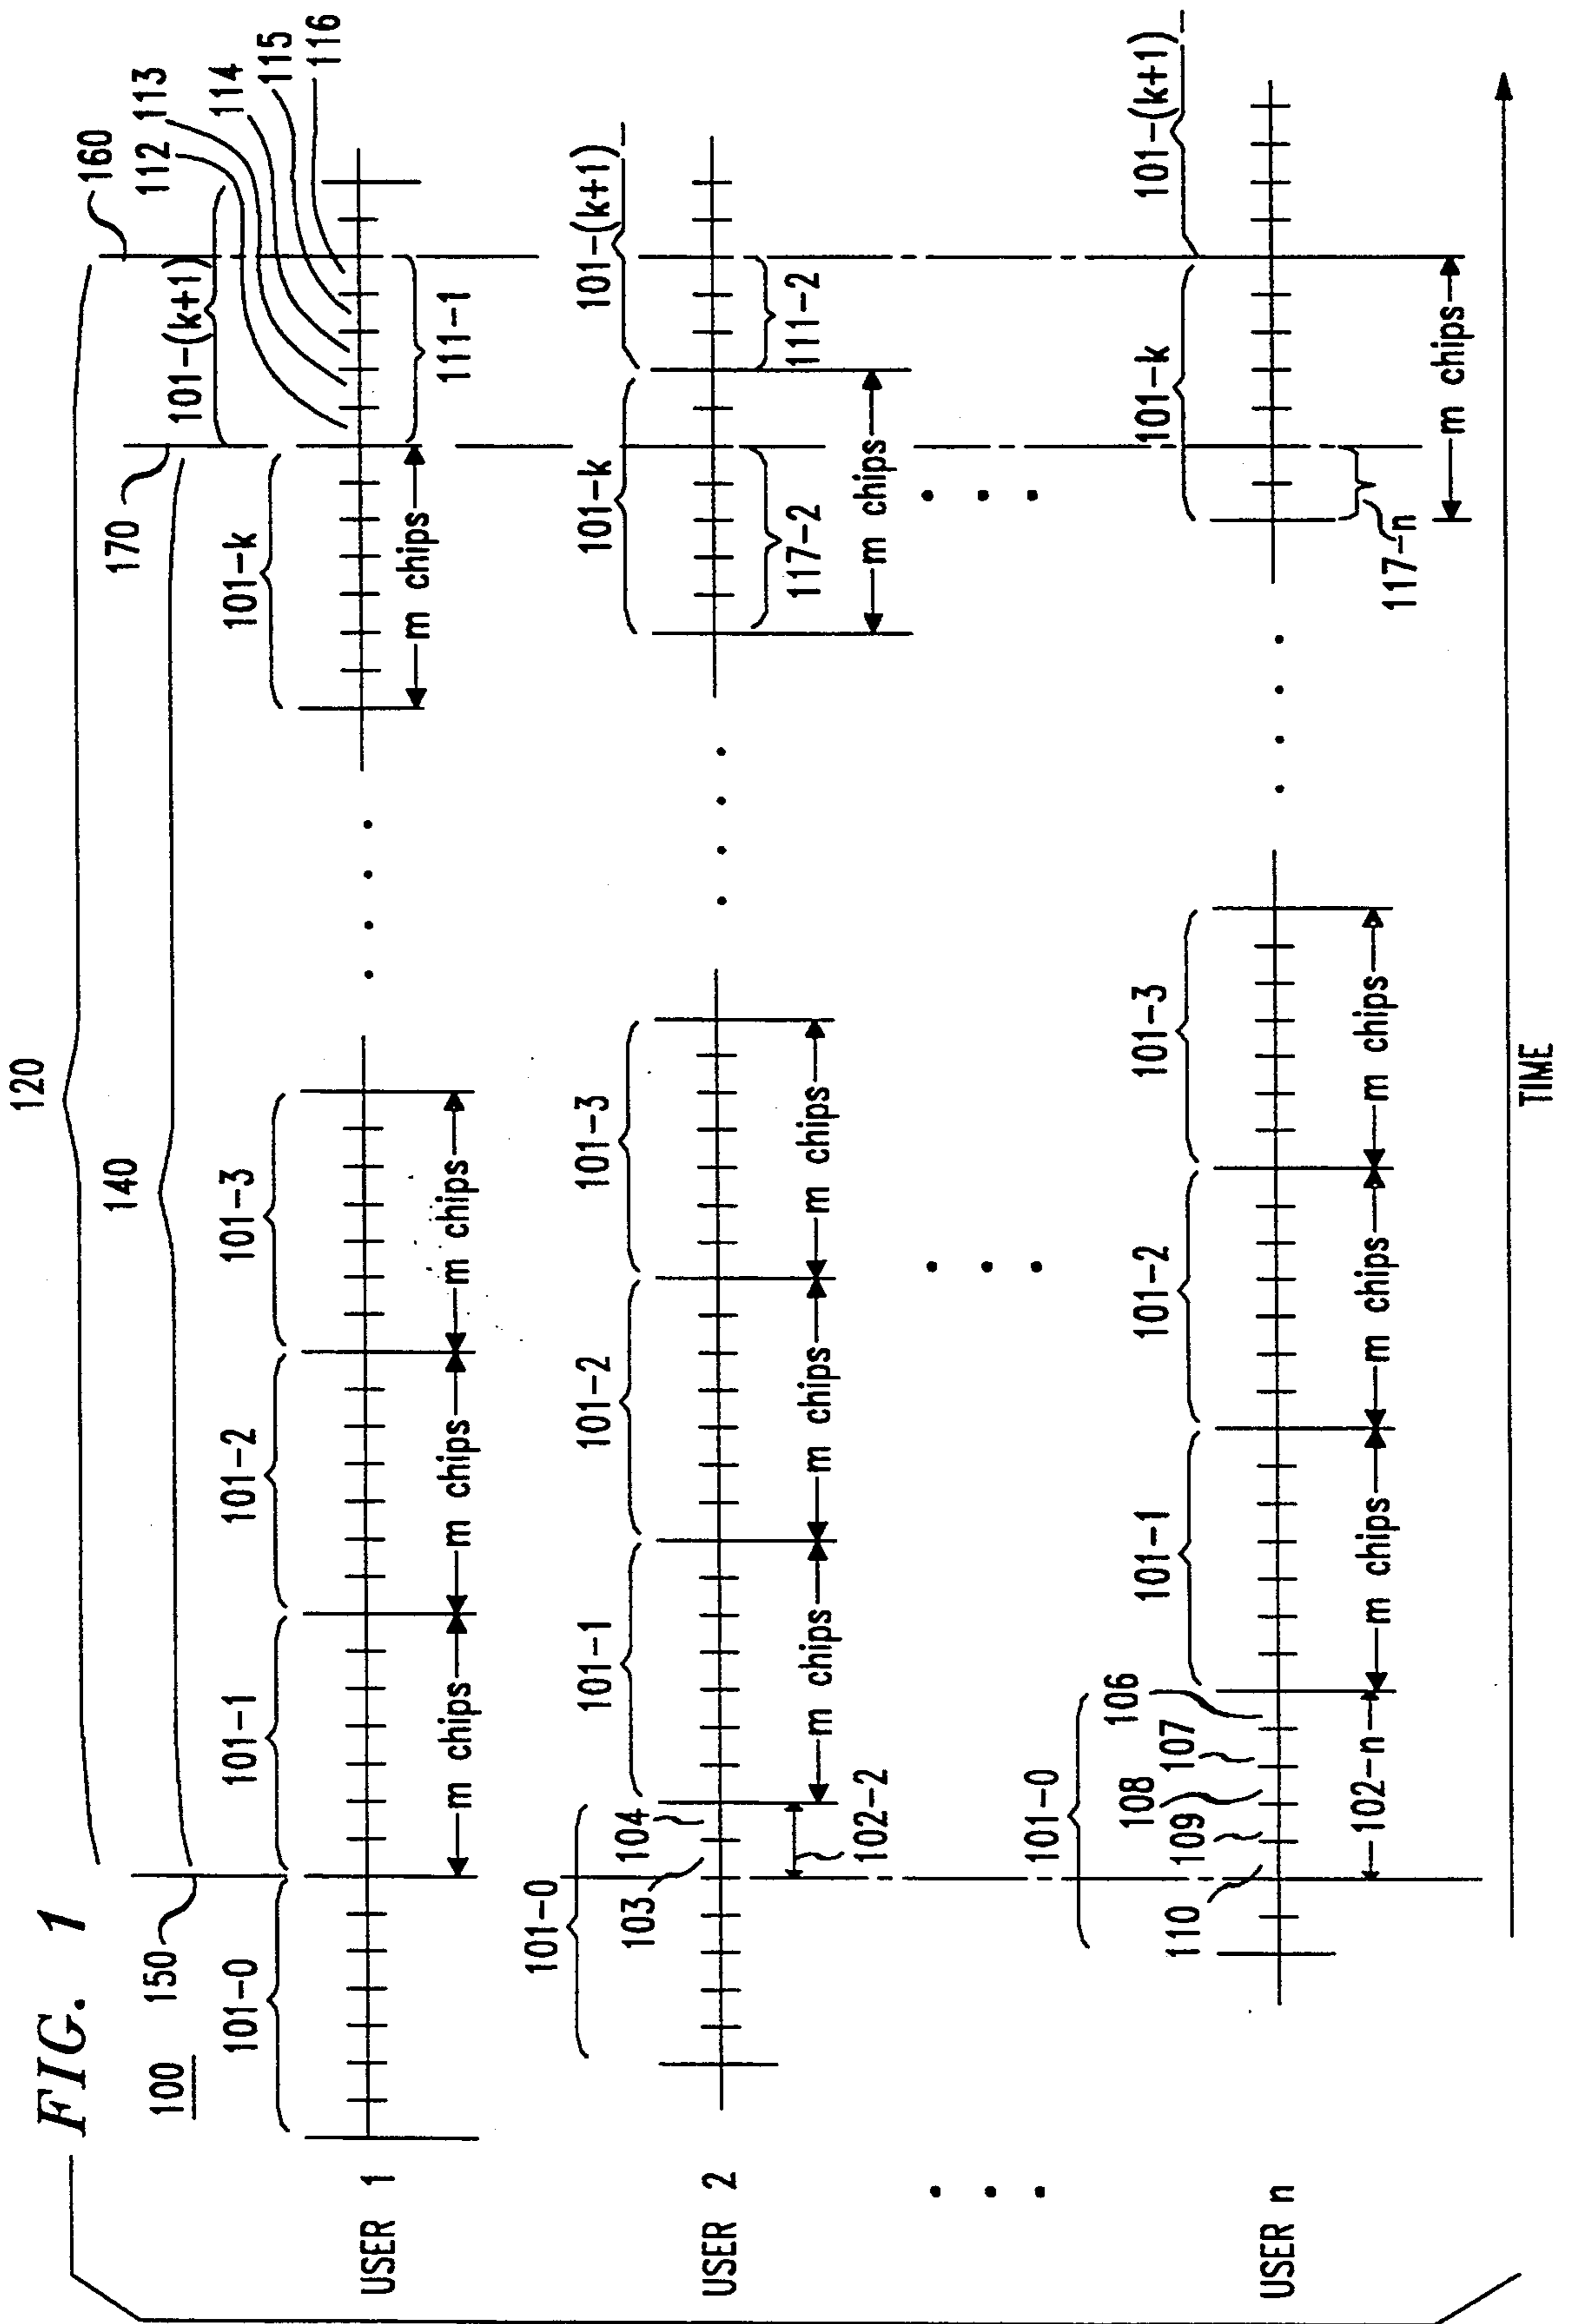 FIG. 1
100
120
140
150
160
170
112
113
114
115
116
USER 1
101-0
101-1
101-2
101-3
101-k
101-(k+1)
m chips
m chips
m chips
m chips
111-1
USER 2
101-0
103
104
102-2
101-1
101-2
101-3
101-k
101-(k+1)
m chips
m chips
m chips
m chips
117-2
111-2
USER n
101-0
110
109
108
107
106
102-n
101-1
101-2
101-3
101-k
101-(k+1)
m chips
m chips
m chips
m chips
117-n
TIME